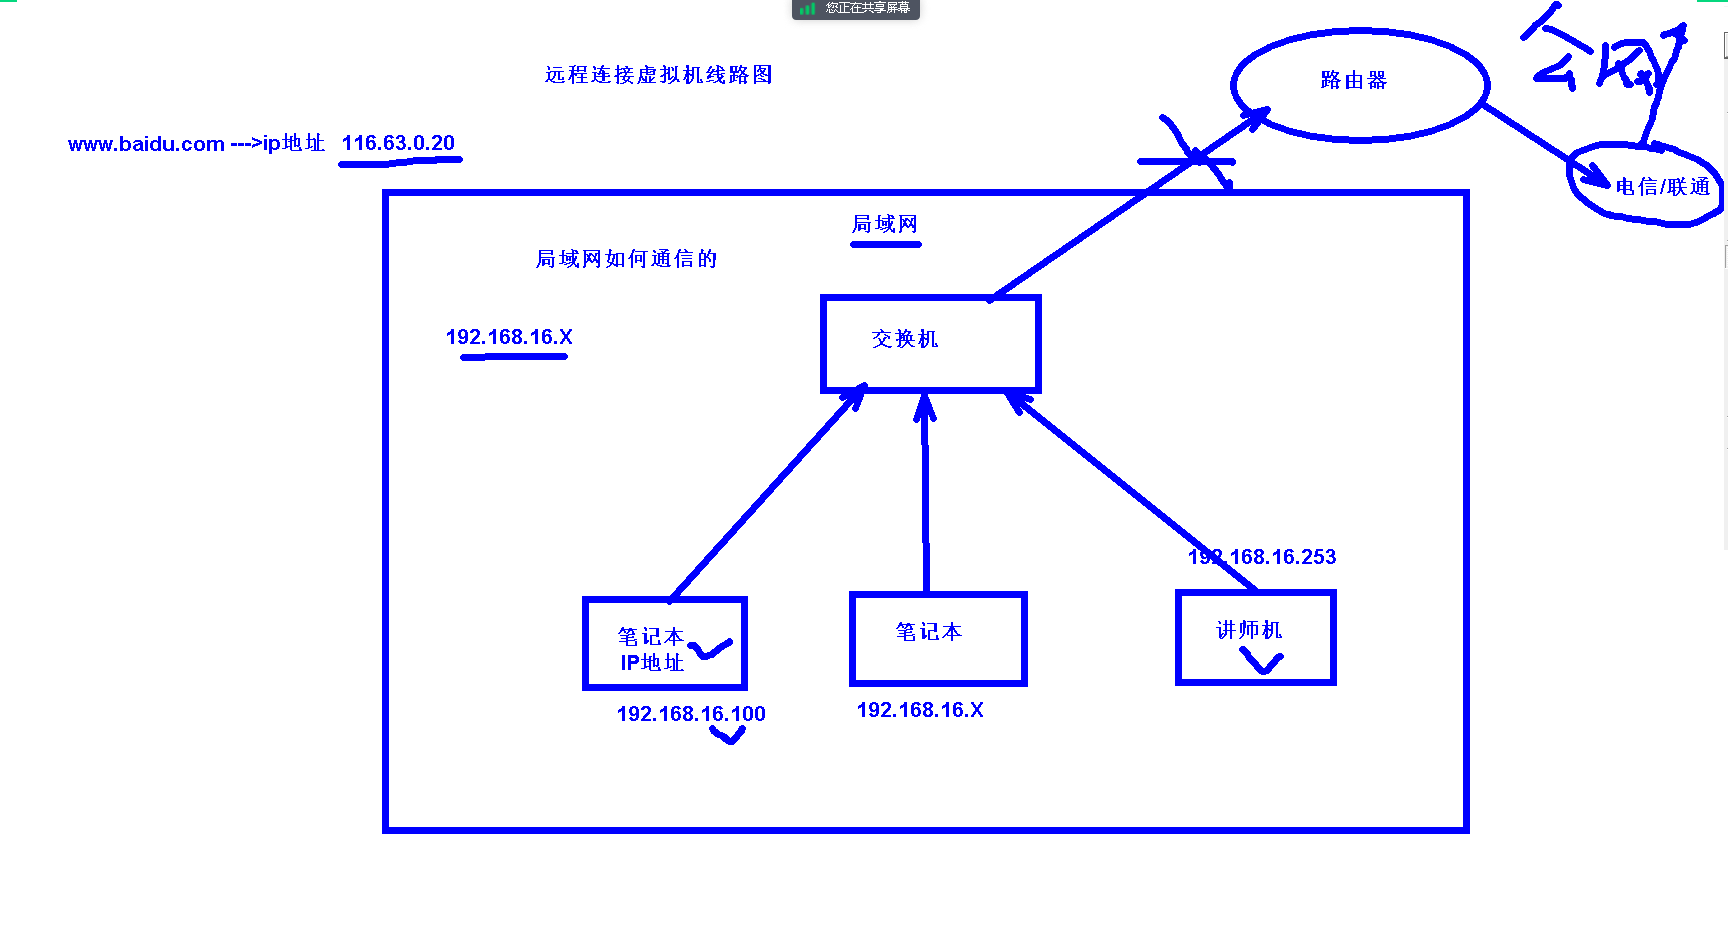 您正在共享屏幕
远程连接虚拟机线路图
路由器
公网
www.baidu.com --->ip地址 116.63.0.20
电信/联通
局域网
局域网如何通信的
192.168.16.X
交换机
192.168.16.253
笔记本
IP地址
笔记本
讲师机
192.168.16.100
192.168.16.X